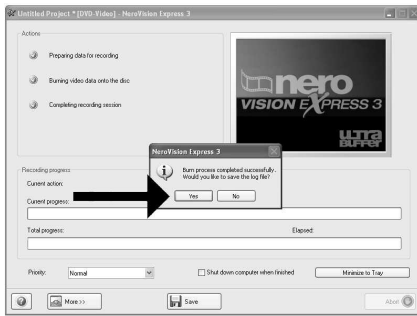 Untitled Project *[DVD-Video] - NeroVision Express 3
Actions
Preparing data for recording
Burning video data onto the disc
Completing recording session
nero
VISION EXPRESS 3
ULTRA
BUFFER
NeroVision Express 3
Burn process completed successfully.
Would you like to save the log file?
Yes No
Recording progress
Current action:
Current progress:
Total progress: Elapsed:
Priority: Normal Shut down computer when finished Minimize to Tray
More >> Save Abort